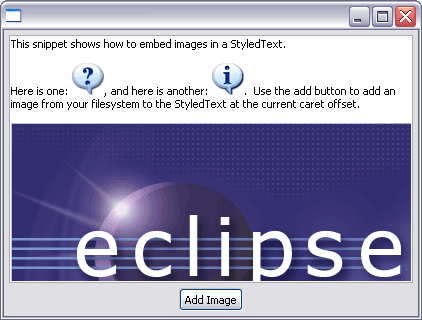 This snippet shows how to embed images in a StyledText.
Here is one: ?, and here is another: i.  Use the add button to add an
image from your filesystem to the StyledText at the current caret offset.
eclipse
Add Image